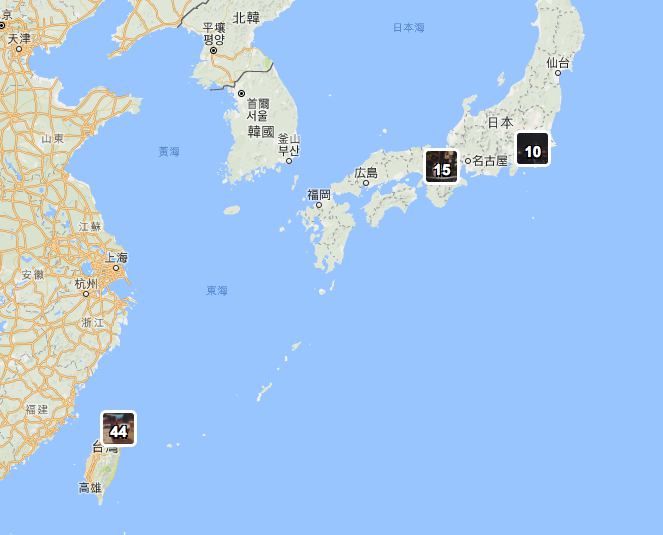 北韓
京
日本海
平壤
평양
天津
仙台
首爾
서울
韓國
日本
釜山
부산
山東
黃海
10
名古屋
15
広島
福岡
江蘇
上海
安徽
杭州
東海
浙江
福建
44
台灣
高雄